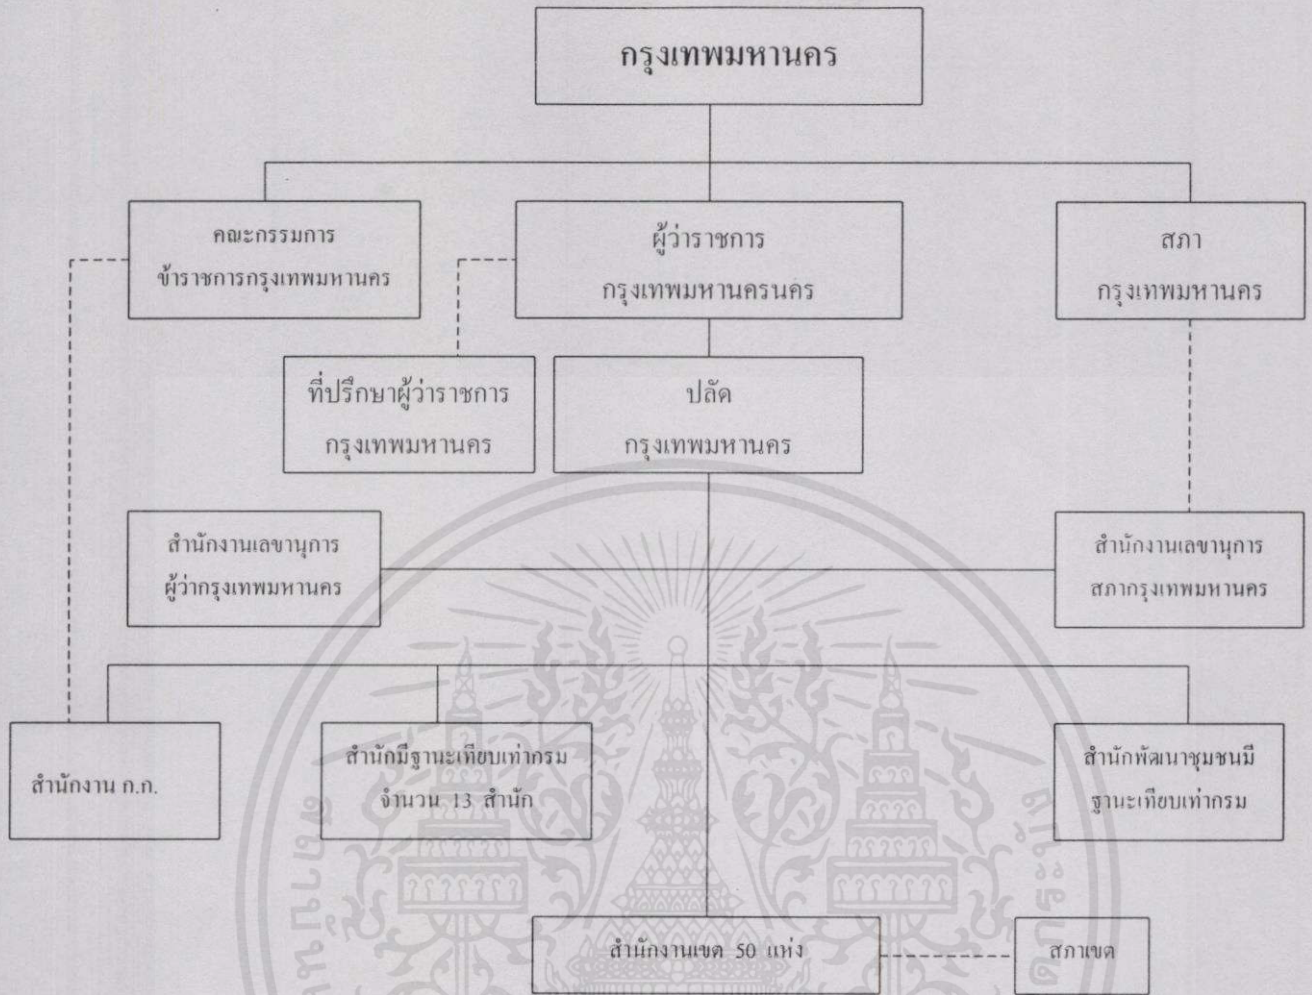 กรุงเทพมหานคร
คณะกรรมการ
ข้าราชการกรุงเทพมหานคร
ผู้ว่าราชการ
กรุงเทพมหานครนคร
สภา
กรุงเทพมหานคร
ที่ปรึกษาผู้ว่าราชการ
กรุงเทพมหานคร
ปลัด
กรุงเทพมหานคร
สำนักงานเลขานุการ
ผู้ว่ากรุงเทพมหานคร
สำนักงานเลขานุการ
สภากรุงเทพมหานคร
สำนักงาน ก.ก.
สำนักมีฐานะเทียบเท่ากรม
จำนวน 13 สำนัก
สำนักพัฒนาชุมชนมี
ฐานะเทียบเท่ากรม
สำนักงานเขต 50 แห่ง
สภาเขต